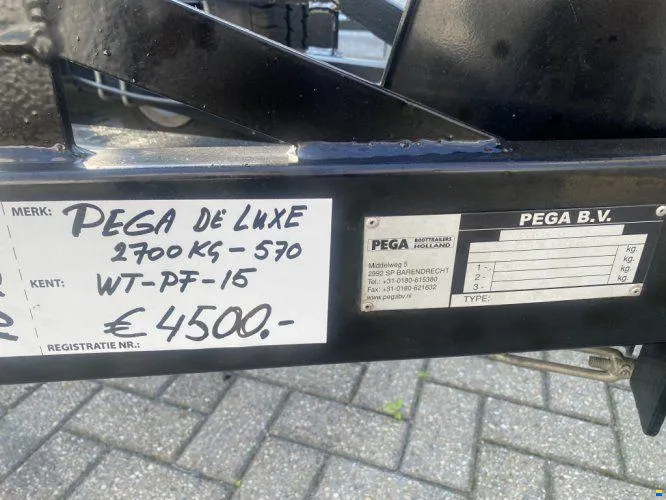 MERK: PEGA DE LUXE
2700KG-570
KENT: WT-PF-15
€ 4500.-
REGISTRATIE NR.:
PEGA BOOTTRAILERS HOLLAND
Middelweg 5
2992 SP BARENDRECHT
Tel.: +31-0180-615380
Fax: +31-0180-621632
www.pegabv.nl
PEGA B.V.
kg.
1 - kg.
2 - kg.
3 - kg.
TYPE: